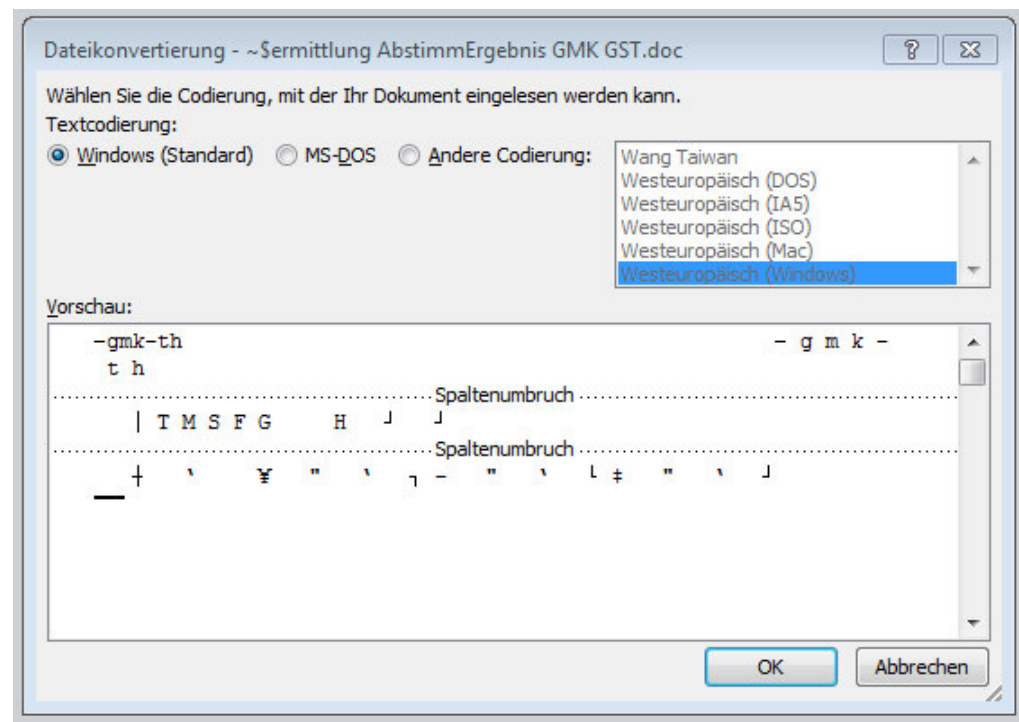 Dateikonvertierung - ~$ermittlung AbstimmErgebnis GMK GST.doc
Wählen Sie die Codierung, mit der Ihr Dokument eingelesen werden kann.
Textcodierung:
Windows (Standard) MS-DOS Andere Codierung:
Wang Taiwan
Westeuropäisch (DOS)
Westeuropäisch (IA5)
Westeuropäisch (ISO)
Westeuropäisch (Mac)
Westeuropäisch (Windows)
Vorschau:
-gmk-th - g m k -
t h
Spaltenumbruch
| T M S F G H ┘ ┘
Spaltenumbruch
┼ ‵ ¥ " ‵ ┐ - " ‵ └ ‡ " ‵ ┘
OK Abbrechen